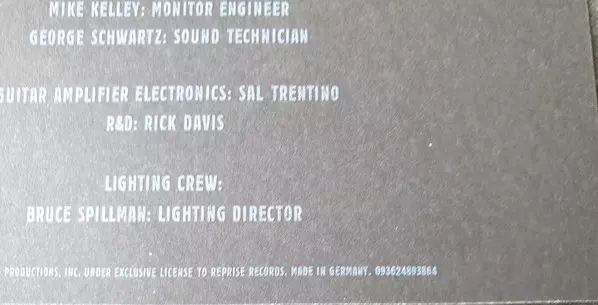 MIKE KELLEY: MONITOR ENGINEER
GEORGE SCHWARTZ: SOUND TECHNICIAN
GUITAR AMPLIFIER ELECTRONICS: SAL TRENTINO
R&D: RICK DAVIS
LIGHTING CREW:
BRUCE SPILLMAN: LIGHTING DIRECTOR
PRODUCTIONS, INC. UNDER EXCLUSIVE LICENSE TO REPRISE RECORDS. MADE IN GERMANY. 093624893864